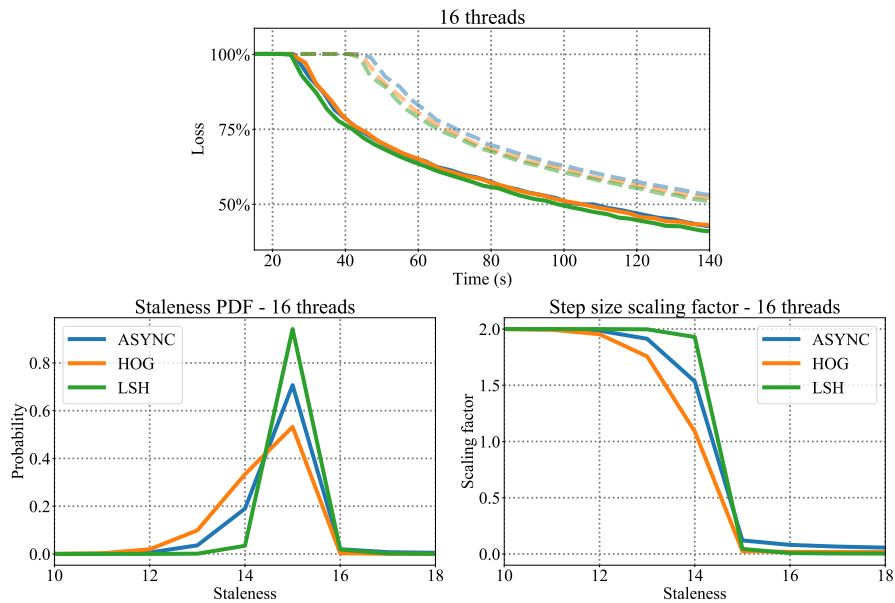 16 threads
100%
75%
50%
Loss
20 40 60 80 100 120 140
Time (s)
Staleness PDF - 16 threads
ASYNC
HOG
LSH
0.8
0.6
0.4
0.2
0.0
Probability
10 12 14 16 18
Staleness
Step size scaling factor - 16 threads
ASYNC
HOG
LSH
2.0
1.5
1.0
0.5
0.0
Scaling factor
10 12 14 16 18
Staleness